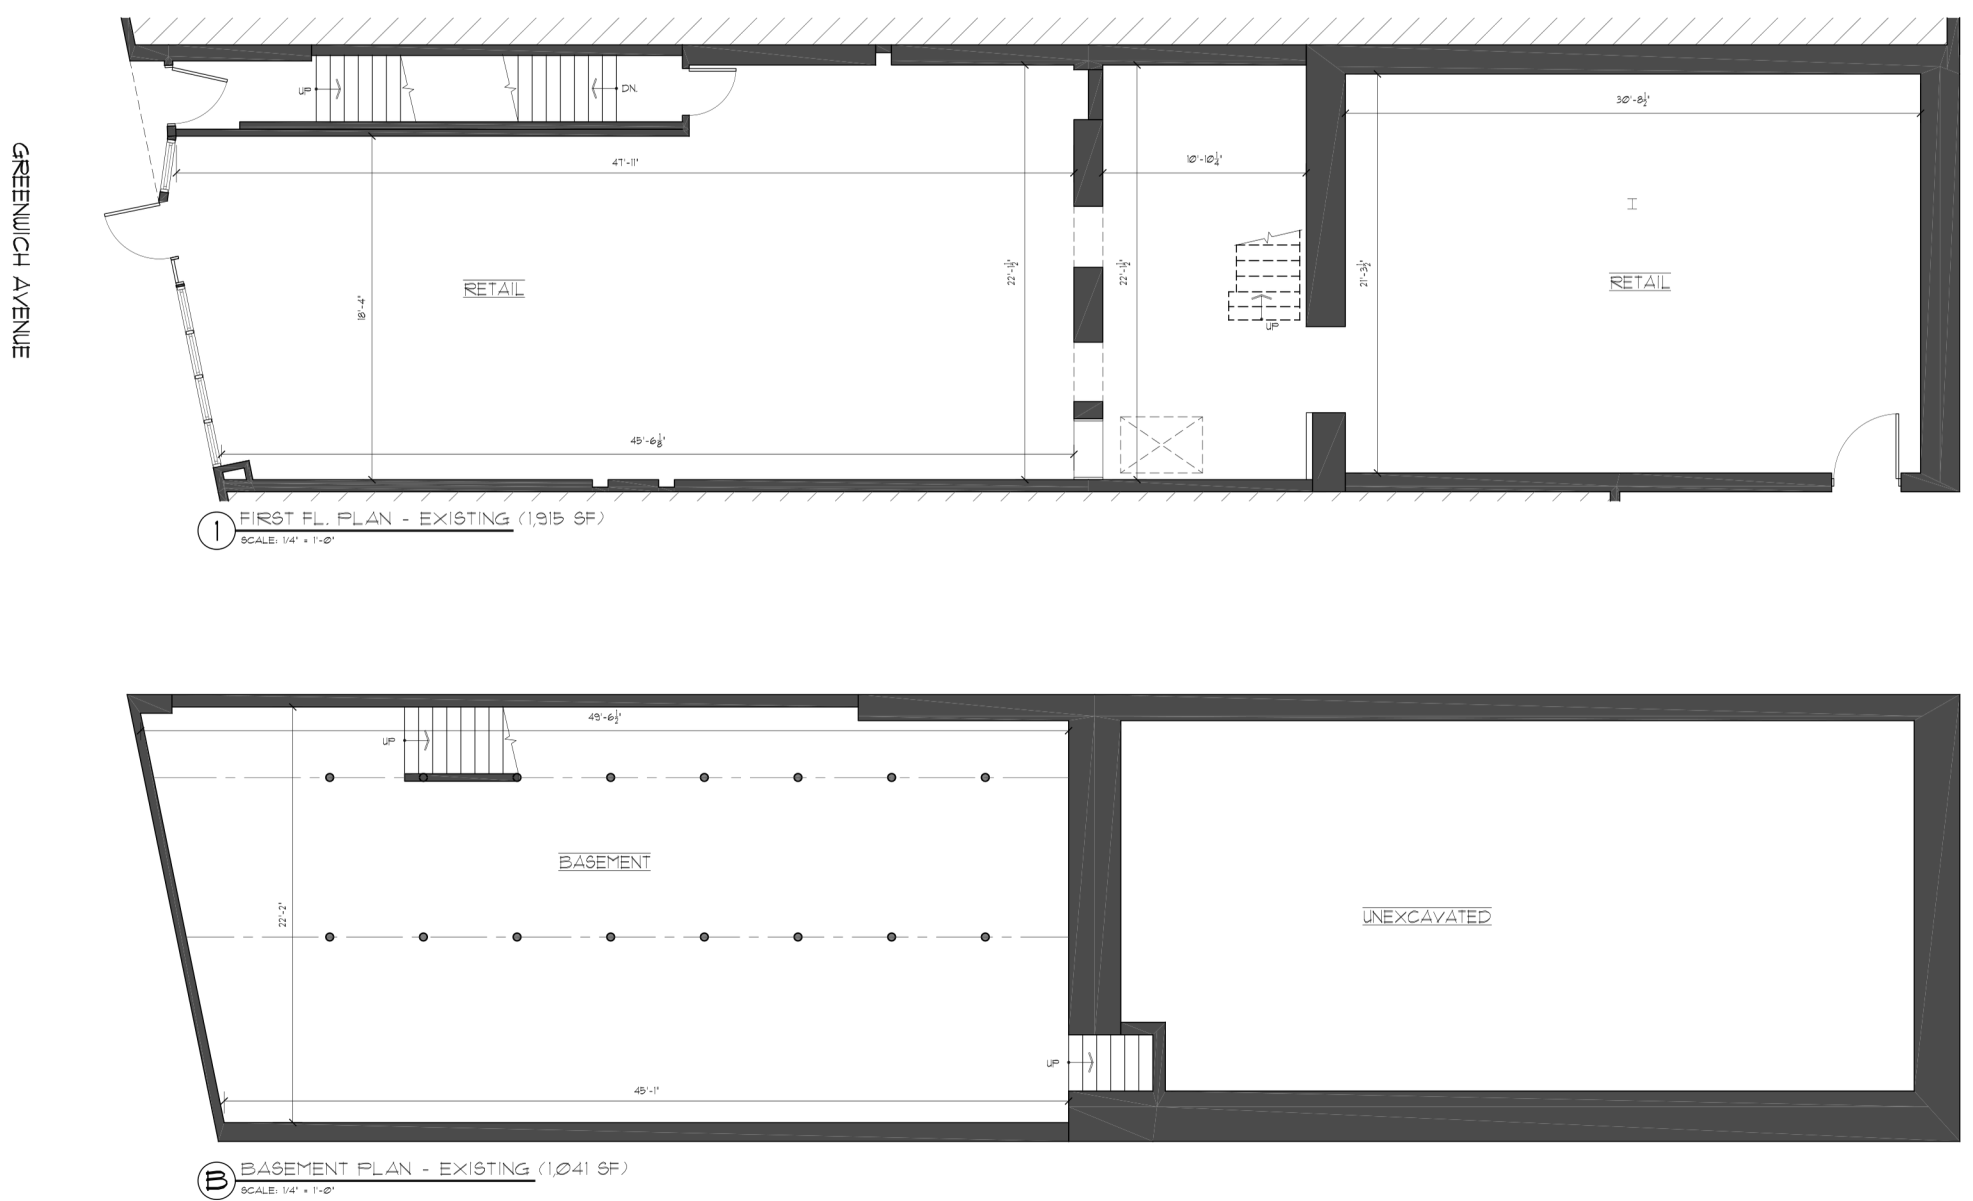 GREENWICH AVENUE
UP
DN.
30'-8½"
47'-11"
10'-10¼"
22'-1½"
22'-1½"
21'-3½"
18'-4"
RETAIL
RETAIL
UP
45'-6⅛"
1
FIRST FL. PLAN - EXISTING (1,915 SF)
SCALE: 1/4" = 1'-0"
49'-6½"
UP
BASEMENT
22'-2"
UNEXCAVATED
UP
45'-1"
B
BASEMENT PLAN - EXISTING (1,041 SF)
SCALE: 1/4" = 1'-0"